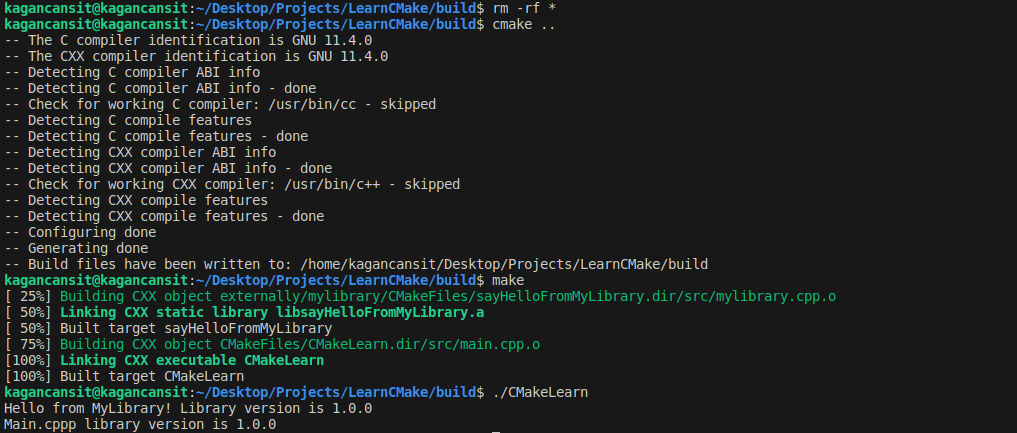 kagancansit@kagancansit:~/Desktop/Projects/LearnCMake/build$ rm -rf *
kagancansit@kagancansit:~/Desktop/Projects/LearnCMake/build$ cmake ..
-- The C compiler identification is GNU 11.4.0
-- The CXX compiler identification is GNU 11.4.0
-- Detecting C compiler ABI info
-- Detecting C compiler ABI info - done
-- Check for working C compiler: /usr/bin/cc - skipped
-- Detecting C compile features
-- Detecting C compile features - done
-- Detecting CXX compiler ABI info
-- Detecting CXX compiler ABI info - done
-- Check for working CXX compiler: /usr/bin/c++ - skipped
-- Detecting CXX compile features
-- Detecting CXX compile features - done
-- Configuring done
-- Generating done
-- Build files have been written to: /home/kagancansit/Desktop/Projects/LearnCMake/build
kagancansit@kagancansit:~/Desktop/Projects/LearnCMake/build$ make
[ 25%] Building CXX object externally/mylibrary/CMakeFiles/sayHelloFromMyLibrary.dir/src/mylibrary.cpp.o
[ 50%] Linking CXX static library libsayHelloFromMyLibrary.a
[ 50%] Built target sayHelloFromMyLibrary
[ 75%] Building CXX object CMakeFiles/CMakeLearn.dir/src/main.cpp.o
[100%] Linking CXX executable CMakeLearn
[100%] Built target CMakeLearn
kagancansit@kagancansit:~/Desktop/Projects/LearnCMake/build$ ./CMakeLearn
Hello from MyLibrary! Library version is 1.0.0
Main.cppp library version is 1.0.0